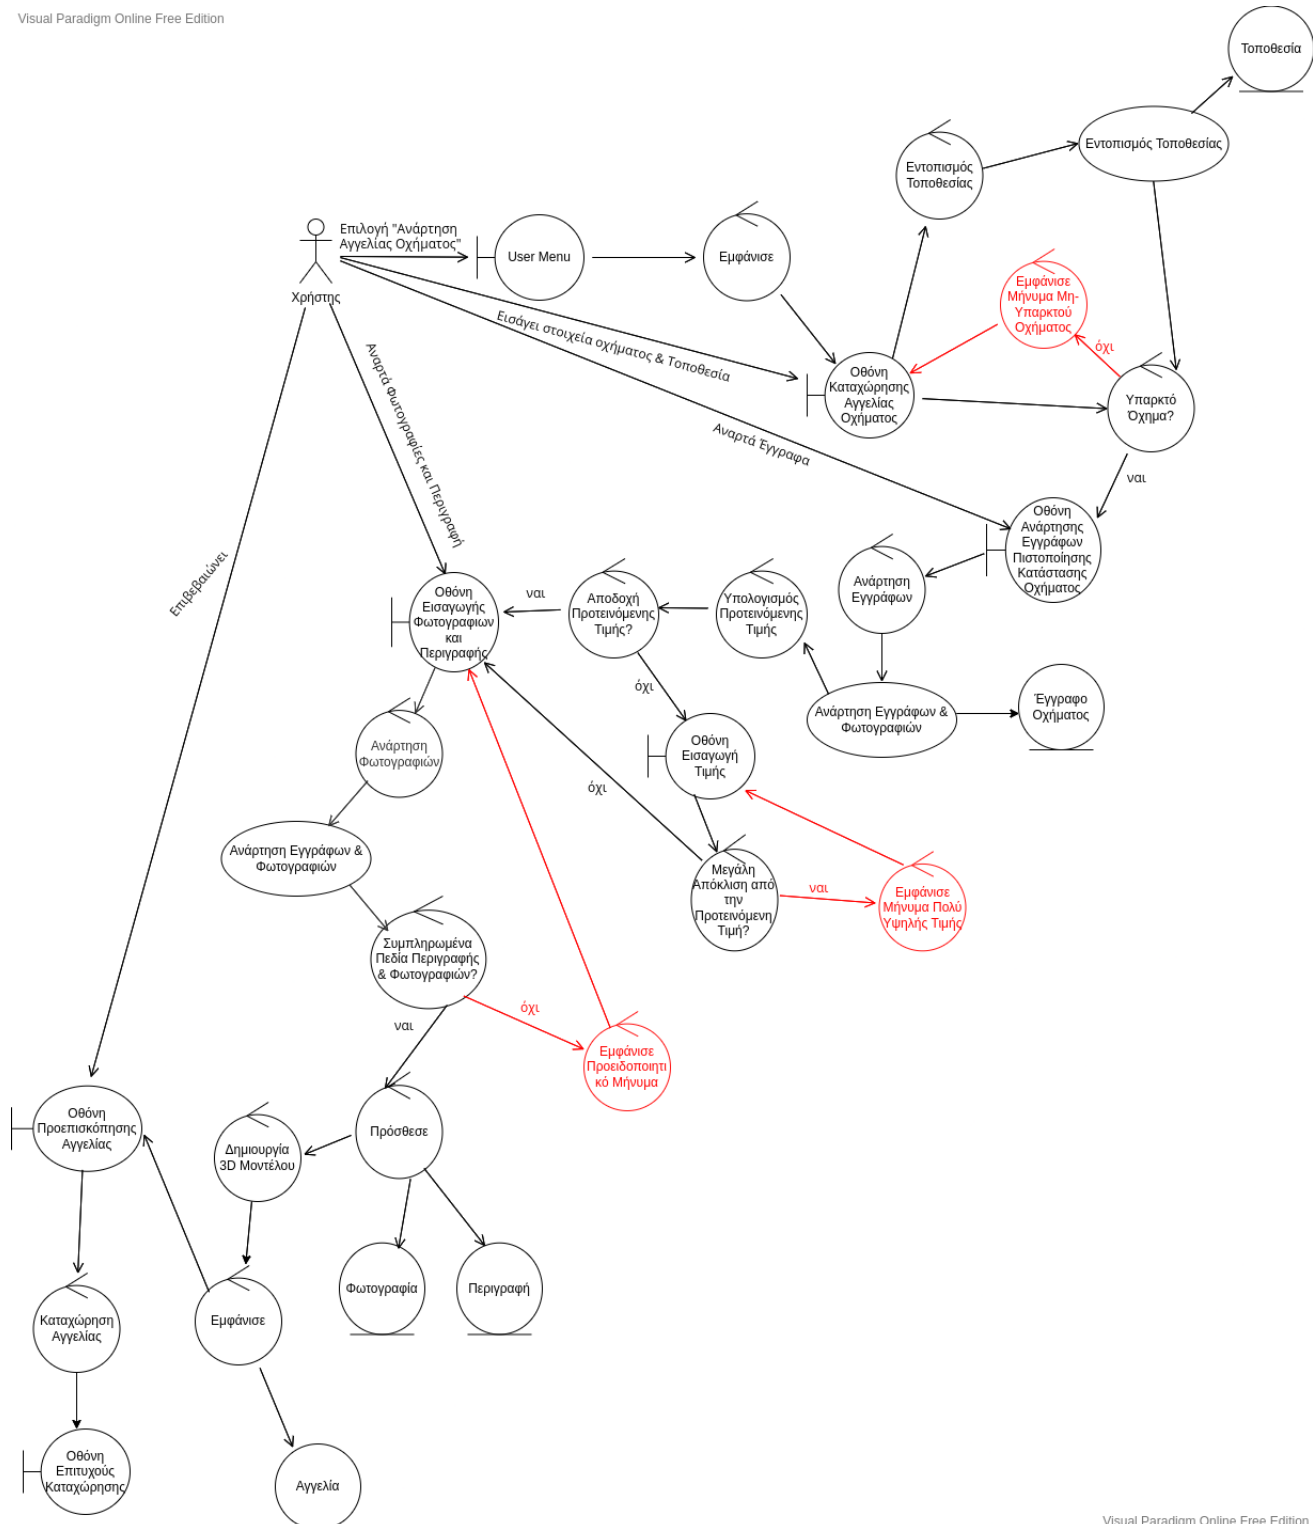 Visual Paradigm Online Free Edition
Τοποθεσία
Εντοπισμός Τοποθεσίας
Εντοπισμός
Τοποθεσίας
Επιλογή "Ανάρτηση
Αγγελίας Οχήματος"
User Menu
Εμφάνισε
Χρήστης
Εμφάνισε
Μήνυμα Μη-
Υπαρκτού
Οχήματος
όχι
Εισάγει στοιχεία οχήματος & Τοποθεσία
Οθόνη
Καταχώρησης
Αγγελίας
Οχήματος
Υπαρκτό
Όχημα?
Αναρτά Φωτογραφίες και Περιγραφή
Αναρτά Έγγραφα
ναι
Οθόνη
Ανάρτησης
Εγγράφων
Πιστοποίησης
Κατάστασης
Οχήματος
Επιβεβαιώνει
Οθόνη
Εισαγωγής
Φωτογραφιων
και
Περιγραφής
ναι
Αποδοχή
Προτεινόμενης
Τιμής?
Υπολογισμός
Προτεινόμενης
Τιμής
Ανάρτηση
Εγγράφων
όχι
Ανάρτηση Εγγράφων &
Φωτογραφιών
Έγγραφο
Οχήματος
Ανάρτηση
Φωτογραφιών
Οθόνη
Εισαγωγή
Τιμής
όχι
Ανάρτηση Εγγράφων &
Φωτογραφιών
Μεγάλη
Απόκλιση από
την
Προτεινόμενη
Τιμή?
ναι
Εμφάνισε
Μήνυμα Πολύ
Υψηλής Τιμής
Συμπληρωμένα
Πεδία Περιγραφής
& Φωτογραφιών?
όχι
ναι
Εμφάνισε
Προειδοποιητι
κό Μήνυμα
Οθόνη
Προεπισκόπησης
Αγγελίας
Πρόσθεσε
Δημιουργία
3D Μοντέλου
Φωτογραφία
Περιγραφή
Καταχώρηση
Αγγελίας
Εμφάνισε
Οθόνη
Επιτυχούς
Καταχώρησης
Αγγελία
Visual Paradigm Online Free Edition